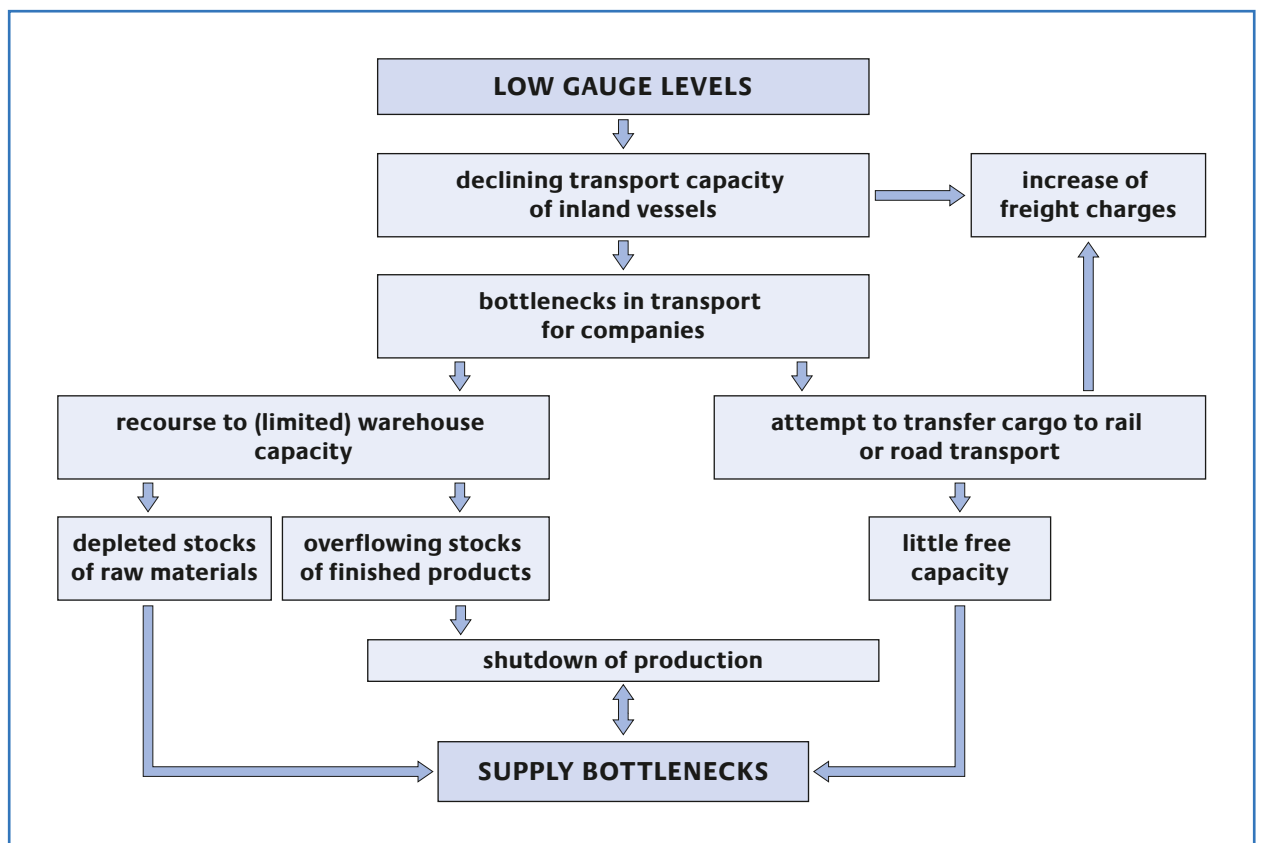 LOW GAUGE LEVELS
declining transport capacity
of inland vessels
increase of
freight charges
bottlenecks in transport
for companies
recourse to (limited) warehouse
capacity
attempt to transfer cargo to rail
or road transport
depleted stocks
of raw materials
overflowing stocks
of finished products
little free
capacity
shutdown of production
SUPPLY BOTTLENECKS